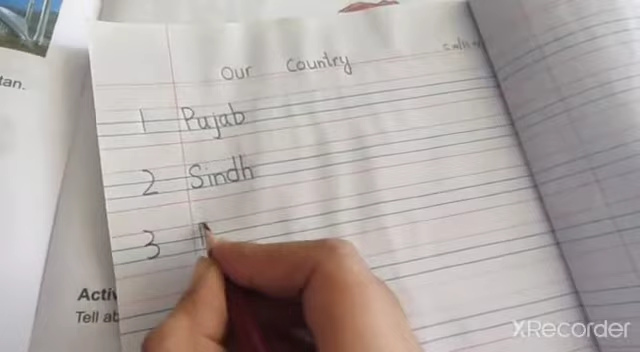 tan.
Our Country
1 Pujab
2 Sindh
3
Activ
Tell ab
XRecorder